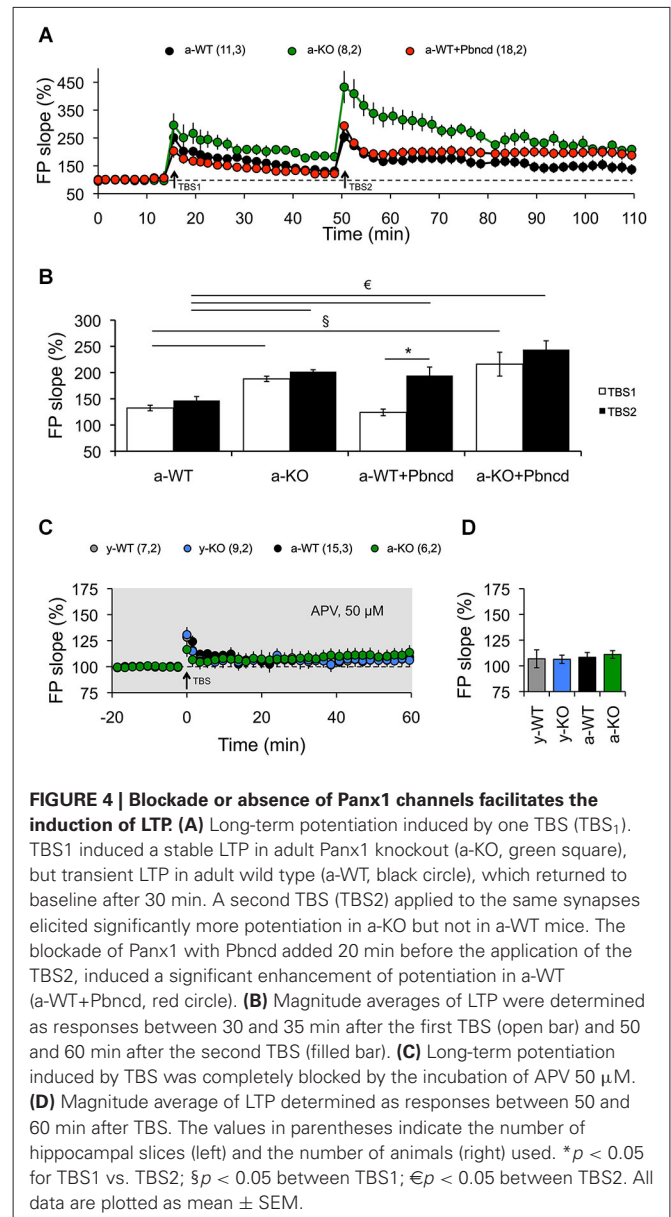 A
a-WT (11,3) a-KO (8,2) a-WT+Pbncd (18,2)
FP slope (%)
450
350
250
150
50
TBS1
TBS2
0 10 20 30 40 50 60 70 80 90 100 110
Time (min)
B
€
§
*
FP slope (%)
300
250
200
150
100
50
TBS1
TBS2
a-WT a-KO a-WT+Pbncd a-KO+Pbncd
C
D
y-WT (7,2) y-KO (9,2) a-WT (15,3) a-KO (6,2)
FP slope (%)
175
150
125
100
75
APV, 50 µM
TBS
-20 0 20 40 60
Time (min)
FP slope (%)
175
150
125
100
75
y-WT
y-KO
a-WT
a-KO
FIGURE 4 | Blockade or absence of Panx1 channels facilitates the
induction of LTP. (A) Long-term potentiation induced by one TBS (TBS1).
TBS1 induced a stable LTP in adult Panx1 knockout (a-KO, green square),
but transient LTP in adult wild type (a-WT, black circle), which returned to
baseline after 30 min. A second TBS (TBS2) applied to the same synapses
elicited significantly more potentiation in a-KO but not in a-WT mice. The
blockade of Panx1 with Pbncd added 20 min before the application of the
TBS2, induced a significant enhancement of potentiation in a-WT
(a-WT+Pbncd, red circle). (B) Magnitude averages of LTP were determined
as responses between 30 and 35 min after the first TBS (open bar) and 50
and 60 min after the second TBS (filled bar). (C) Long-term potentiation
induced by TBS was completely blocked by the incubation of APV 50 µM.
(D) Magnitude average of LTP determined as responses between 50 and
60 min after TBS. The values in parentheses indicate the number of
hippocampal slices (left) and the number of animals (right) used. *p < 0.05
for TBS1 vs. TBS2; §p < 0.05 between TBS1; €p < 0.05 between TBS2. All
data are plotted as mean ± SEM.